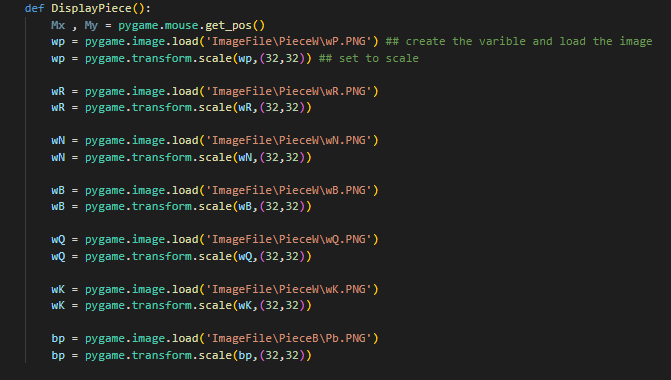 def DisplayPiece():
Mx , My = pygame.mouse.get_pos()
wp = pygame.image.load('ImageFile\PieceW\wP.PNG') ## create the varible and load the image
wp = pygame.transform.scale(wp,(32,32)) ## set to scale
wR = pygame.image.load('ImageFile\PieceW\wR.PNG')
wR = pygame.transform.scale(wR,(32,32))
wN = pygame.image.load('ImageFile\PieceW\wN.PNG')
wN = pygame.transform.scale(wN,(32,32))
wB = pygame.image.load('ImageFile\PieceW\wB.PNG')
wB = pygame.transform.scale(wB,(32,32))
wQ = pygame.image.load('ImageFile\PieceW\wQ.PNG')
wQ = pygame.transform.scale(wQ,(32,32))
wK = pygame.image.load('ImageFile\PieceW\wK.PNG')
wK = pygame.transform.scale(wK,(32,32))
bp = pygame.image.load('ImageFile\PieceB\Pb.PNG')
bp = pygame.transform.scale(bp,(32,32))